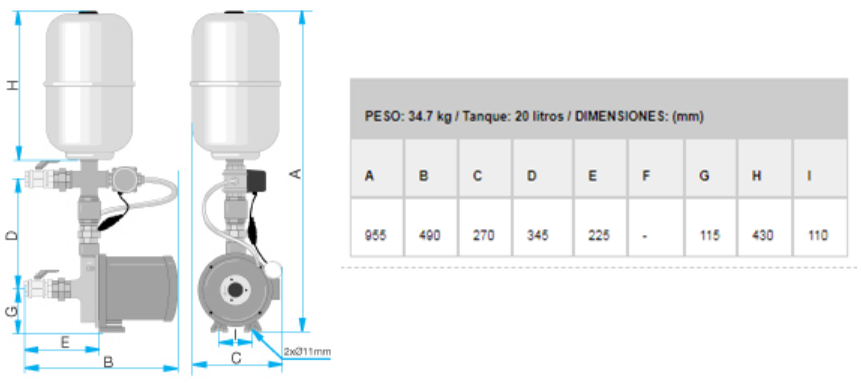 H
D
G
E
B
A
I
C
2xØ11mm
PESO: 34.7 kg / Tanque: 20 litros / DIMENSIONES: (mm)
A B C D E F G H I
955 490 270 345 225 - 115 430 110